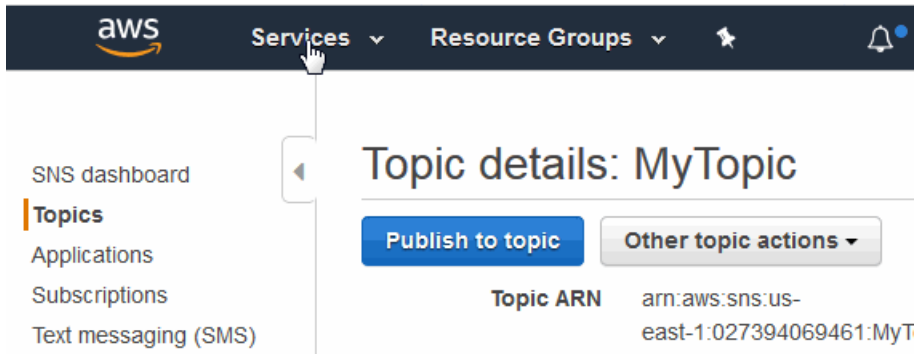 aws Services Resource Groups
Topic details: MyTopic
SNS dashboard
Topics
Applications
Subscriptions
Text messaging (SMS)
Publish to topic Other topic actions
Topic ARN arn:aws:sns:us-
east-1:027394069461:MyT